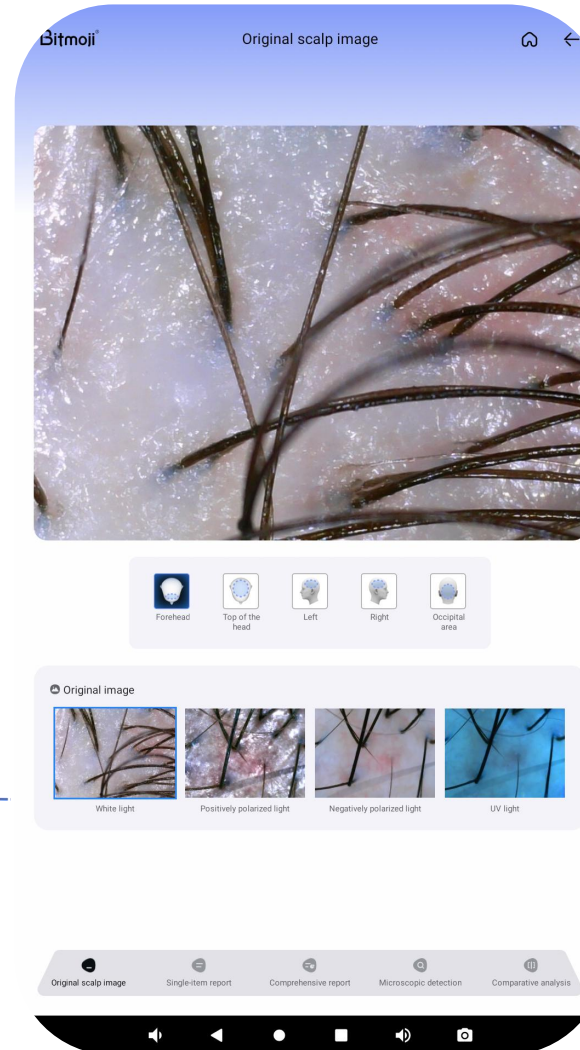 Bitmoji®
Original scalp image
Forehead
Top of the
head
Left
Right
Occipital
area
Original image
White light
Positively polarized light
Negatively polarized light
UV light
Original scalp image
Single-item report
Comprehensive report
Microscopic detection
Comparative analysis